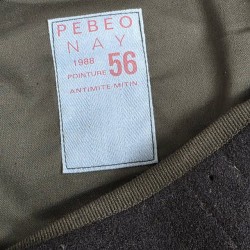 PEBEO
NAY
1988
POINTURE 56
ANTIMITE-MITIN